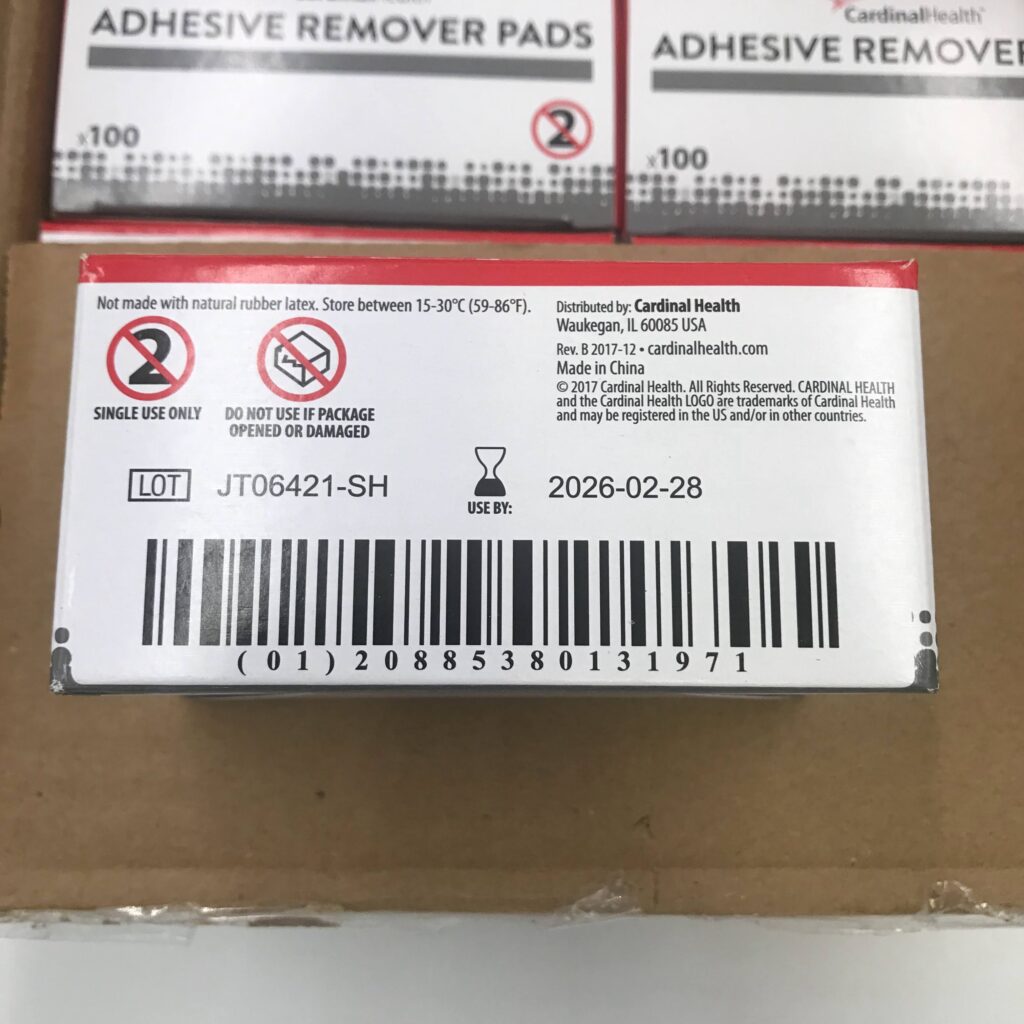 CardinalHealth
ADHESIVE REMOVER PADS
x100
2
CardinalHealth
ADHESIVE REMOVER
x100
Not made with natural rubber latex. Store between 15-30°C (59-86°F).
2
SINGLE USE ONLY
DO NOT USE IF PACKAGE
OPENED OR DAMAGED
Distributed by: Cardinal Health
Waukegan, IL 60085 USA
Rev. B 2017-12 • cardinalhealth.com
Made in China
© 2017 Cardinal Health. All Rights Reserved. CARDINAL HEALTH
and the Cardinal Health LOGO are trademarks of Cardinal Health
and may be registered in the US and/or in other countries.
LOT JT06421-SH
USE BY: 2026-02-28
(01)20885380131971